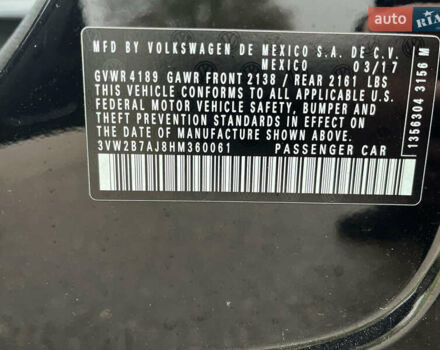 MFD BY VOLKSWAGEN DE MEXICO S.A. DE C.V.
MEXICO 03/17
GVWR 4189 GAWR FRONT 2138 / REAR 2161 LBS
THIS VEHICLE CONFORMS TO ALL APPLICABLE U.S.
FEDERAL MOTOR VEHICLE SAFETY, BUMPER AND
THEFT PREVENTION STANDARDS IN EFFECT ON THE
DATE OF MANUFACTURE SHOWN ABOVE.
3VW2B7AJ8HM360061 PASSENGER CAR
1356304 3156 M
RIA